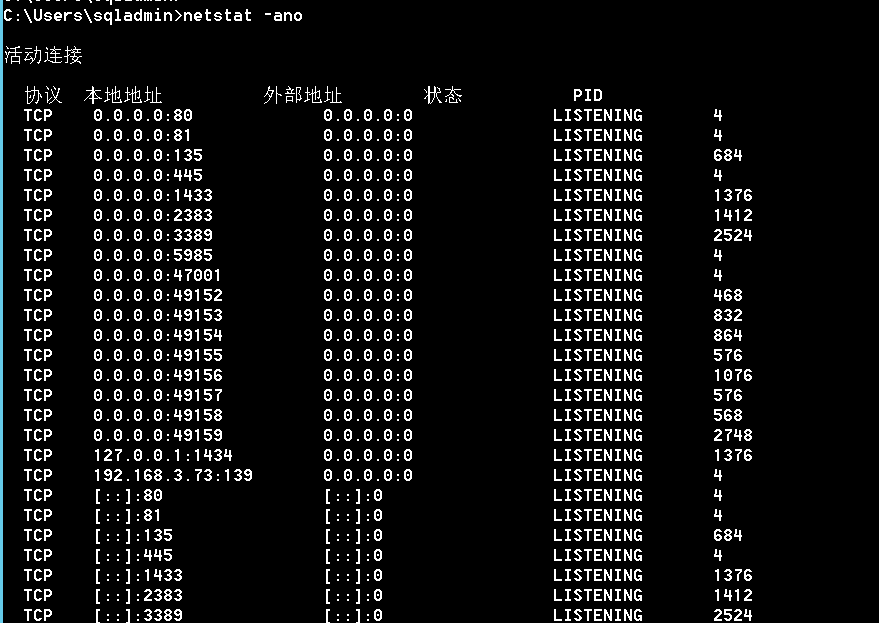 C:\Users\sqladmin>netstat -ano
活动连接
协议 本地地址 外部地址 状态 PID
TCP 0.0.0.0:80 0.0.0.0:0 LISTENING 4
TCP 0.0.0.0:81 0.0.0.0:0 LISTENING 4
TCP 0.0.0.0:135 0.0.0.0:0 LISTENING 684
TCP 0.0.0.0:445 0.0.0.0:0 LISTENING 4
TCP 0.0.0.0:1433 0.0.0.0:0 LISTENING 1376
TCP 0.0.0.0:2383 0.0.0.0:0 LISTENING 1412
TCP 0.0.0.0:3389 0.0.0.0:0 LISTENING 2524
TCP 0.0.0.0:5985 0.0.0.0:0 LISTENING 4
TCP 0.0.0.0:47001 0.0.0.0:0 LISTENING 4
TCP 0.0.0.0:49152 0.0.0.0:0 LISTENING 468
TCP 0.0.0.0:49153 0.0.0.0:0 LISTENING 832
TCP 0.0.0.0:49154 0.0.0.0:0 LISTENING 864
TCP 0.0.0.0:49155 0.0.0.0:0 LISTENING 576
TCP 0.0.0.0:49156 0.0.0.0:0 LISTENING 1076
TCP 0.0.0.0:49157 0.0.0.0:0 LISTENING 576
TCP 0.0.0.0:49158 0.0.0.0:0 LISTENING 568
TCP 0.0.0.0:49159 0.0.0.0:0 LISTENING 2748
TCP 127.0.0.1:1434 0.0.0.0:0 LISTENING 1376
TCP 192.168.3.73:139 0.0.0.0:0 LISTENING 4
TCP [::]:80 [::]:0 LISTENING 4
TCP [::]:81 [::]:0 LISTENING 4
TCP [::]:135 [::]:0 LISTENING 684
TCP [::]:445 [::]:0 LISTENING 4
TCP [::]:1433 [::]:0 LISTENING 1376
TCP [::]:2383 [::]:0 LISTENING 1412
TCP [::]:3389 [::]:0 LISTENING 2524